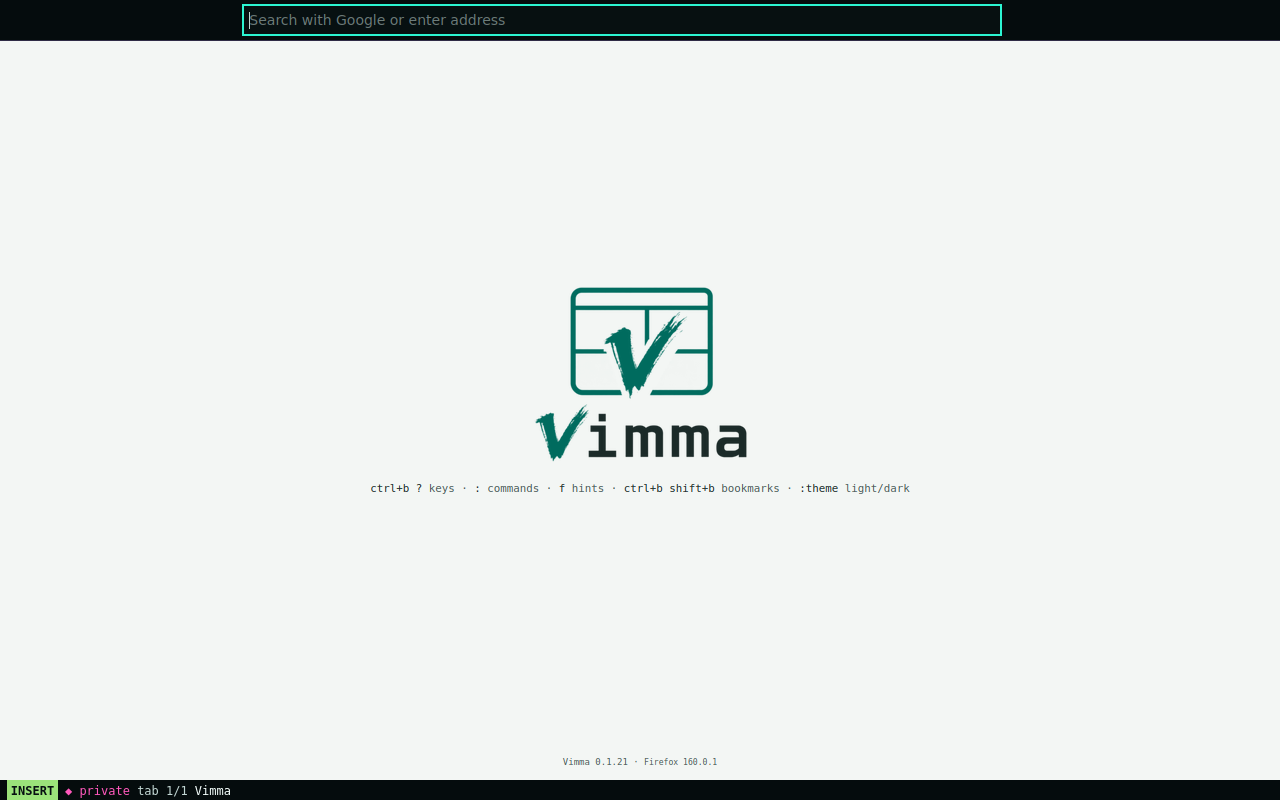 Search with Google or enter address
Vimma
ctrl+b ? keys · : commands · f hints · ctrl+b shift+b bookmarks · :theme light/dark
Vimma 0.1.21 · Firefox 160.0.1
INSERT ◆ private tab 1/1 Vimma